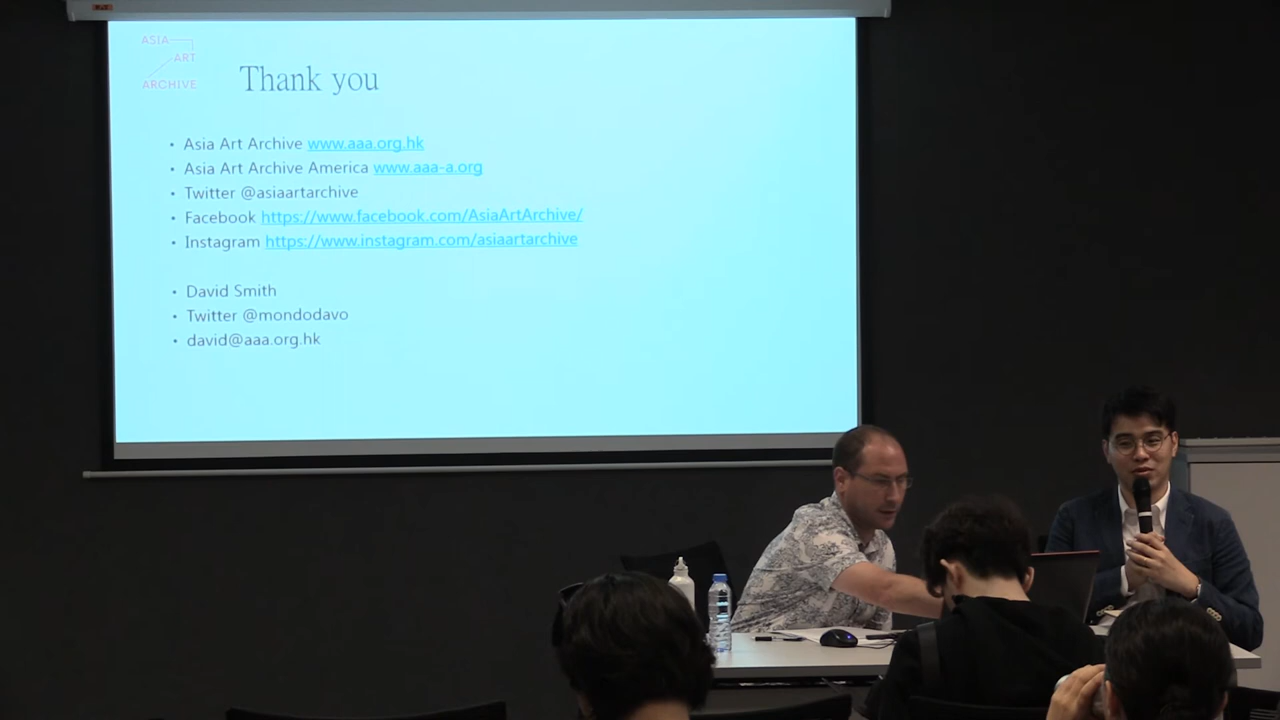 ASIA
ART
ARCHIVE
Thank you
• Asia Art Archive www.aaa.org.hk
• Asia Art Archive America www.aaa-a.org
• Twitter @asiaartarchive
• Facebook https://www.facebook.com/AsiaArtArchive/
• Instagram https://www.instagram.com/asiaartarchive
• David Smith
• Twitter @mondodavo
• david@aaa.org.hk